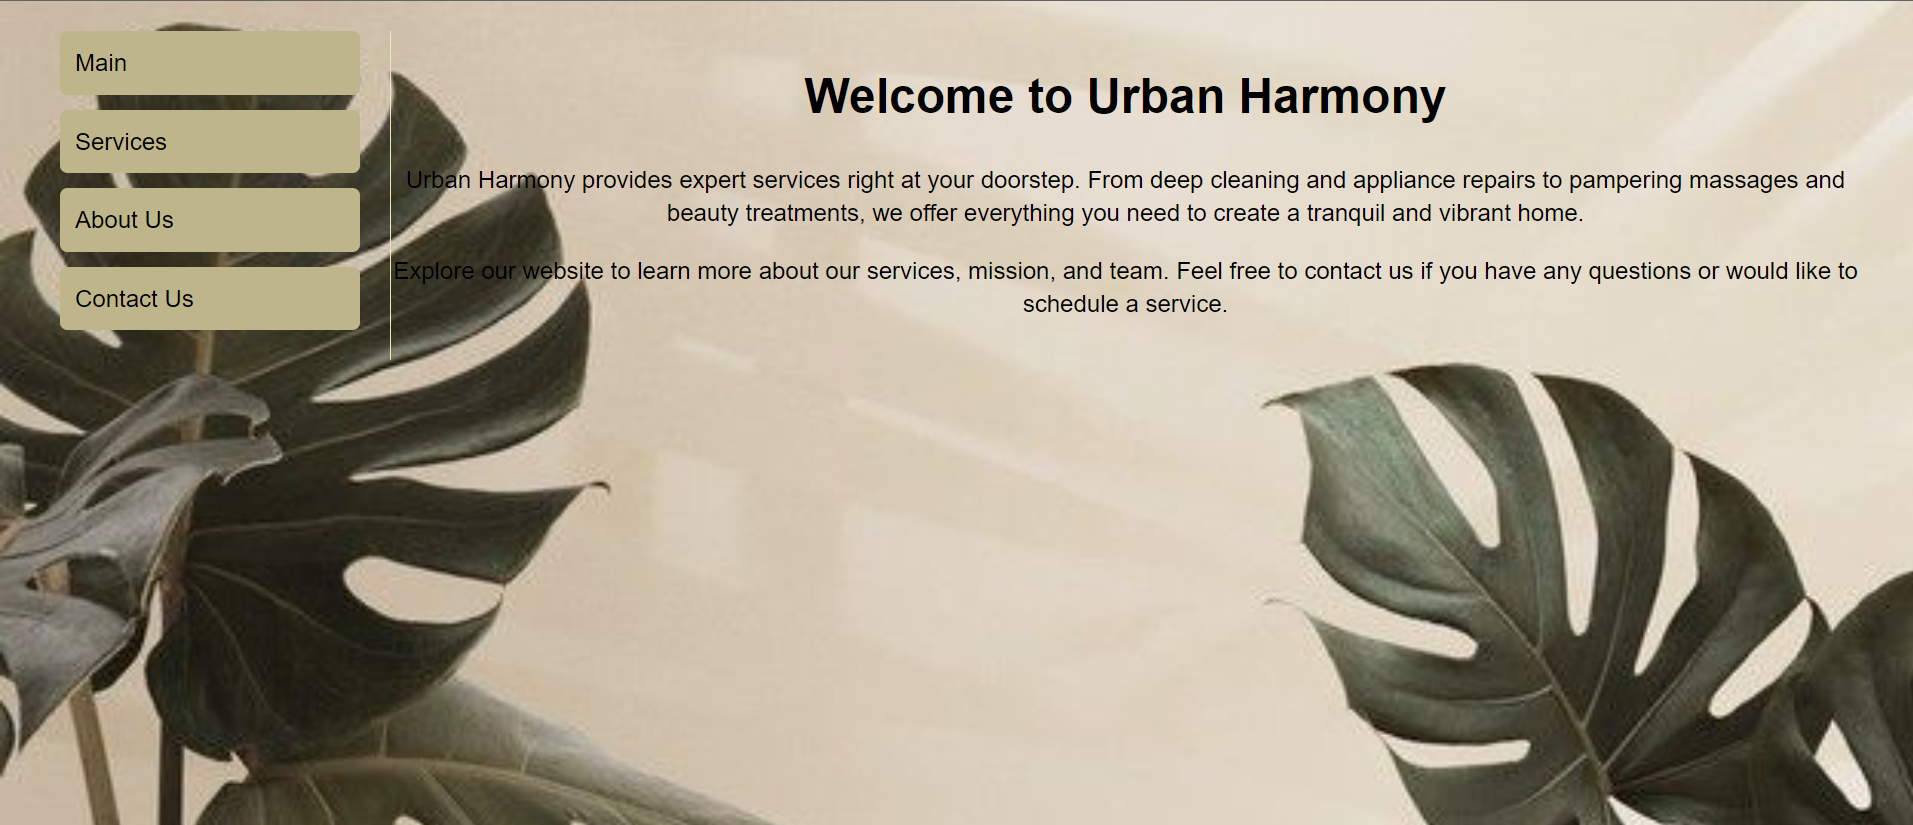 Main
Services
About Us
Contact Us
Welcome to Urban Harmony
Urban Harmony provides expert services right at your doorstep. From deep cleaning and appliance repairs to pampering massages and
beauty treatments, we offer everything you need to create a tranquil and vibrant home.
Explore our website to learn more about our services, mission, and team. Feel free to contact us if you have any questions or would like to
schedule a service.